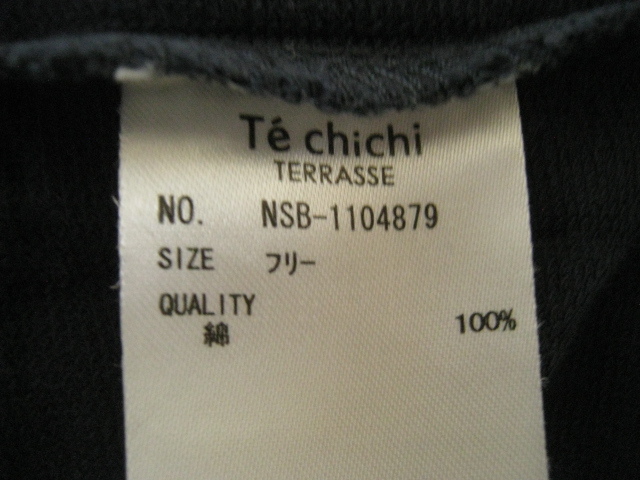 Té chichi
TERRASSE
NO. NSB-1104879
SIZE フリー
QUALITY
綿 100%